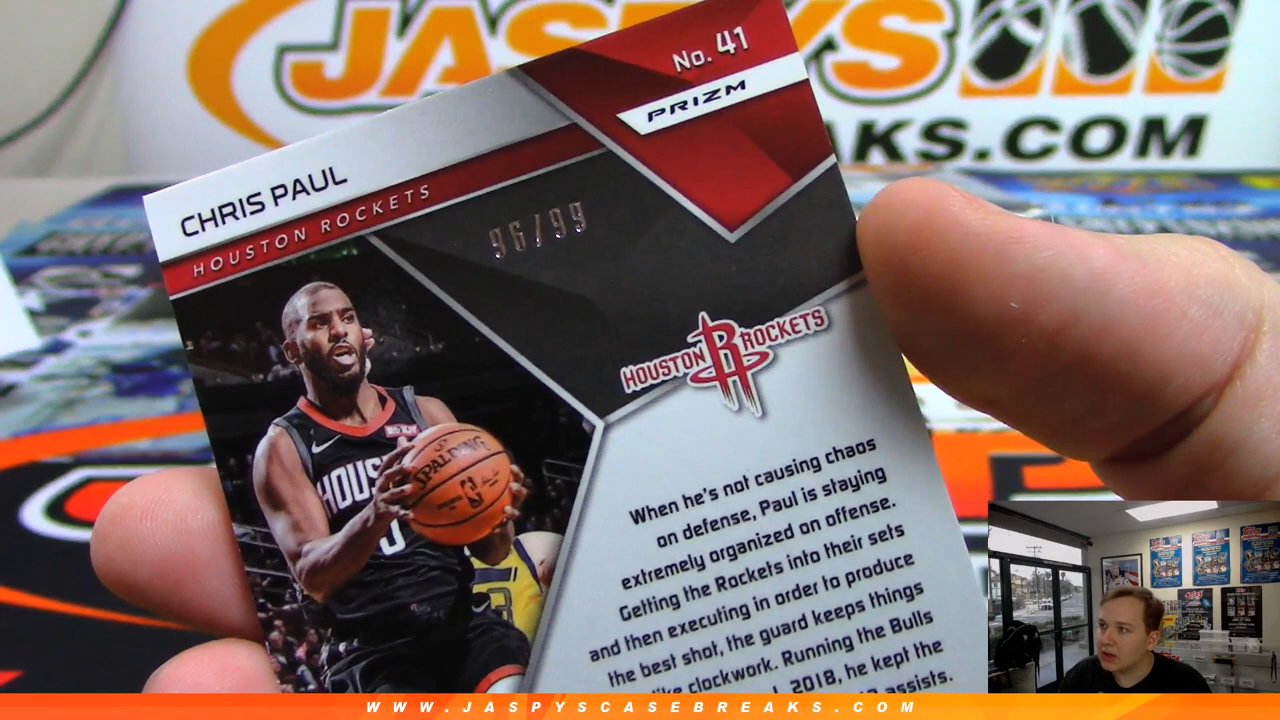 JASPYS
No. 41
PRIZM
AKS.COM
CHRIS PAUL
HOUSTON ROCKETS
96/99
HOUSTON ROCKETS
HOUS
SPALDING
When he's not causing chaos
on defense, Paul is staying
extremely organized on offense.
Getting the Rockets into their sets
and then executing in order to produce
the best shot, the guard keeps things
like clockwork. Running the Bulls
2018, he kept the
assists.
WWW.JASPYSCASEBREAKS.COM